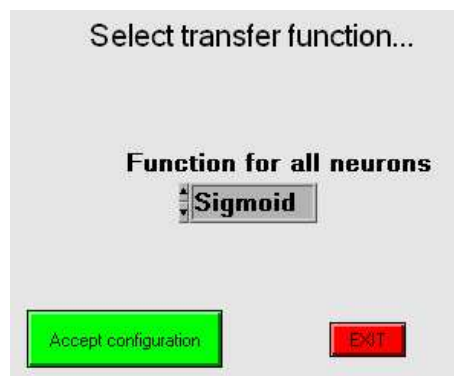 Select transfer function...
Function for all neurons
Sigmoid
Accept configuration
EXIT